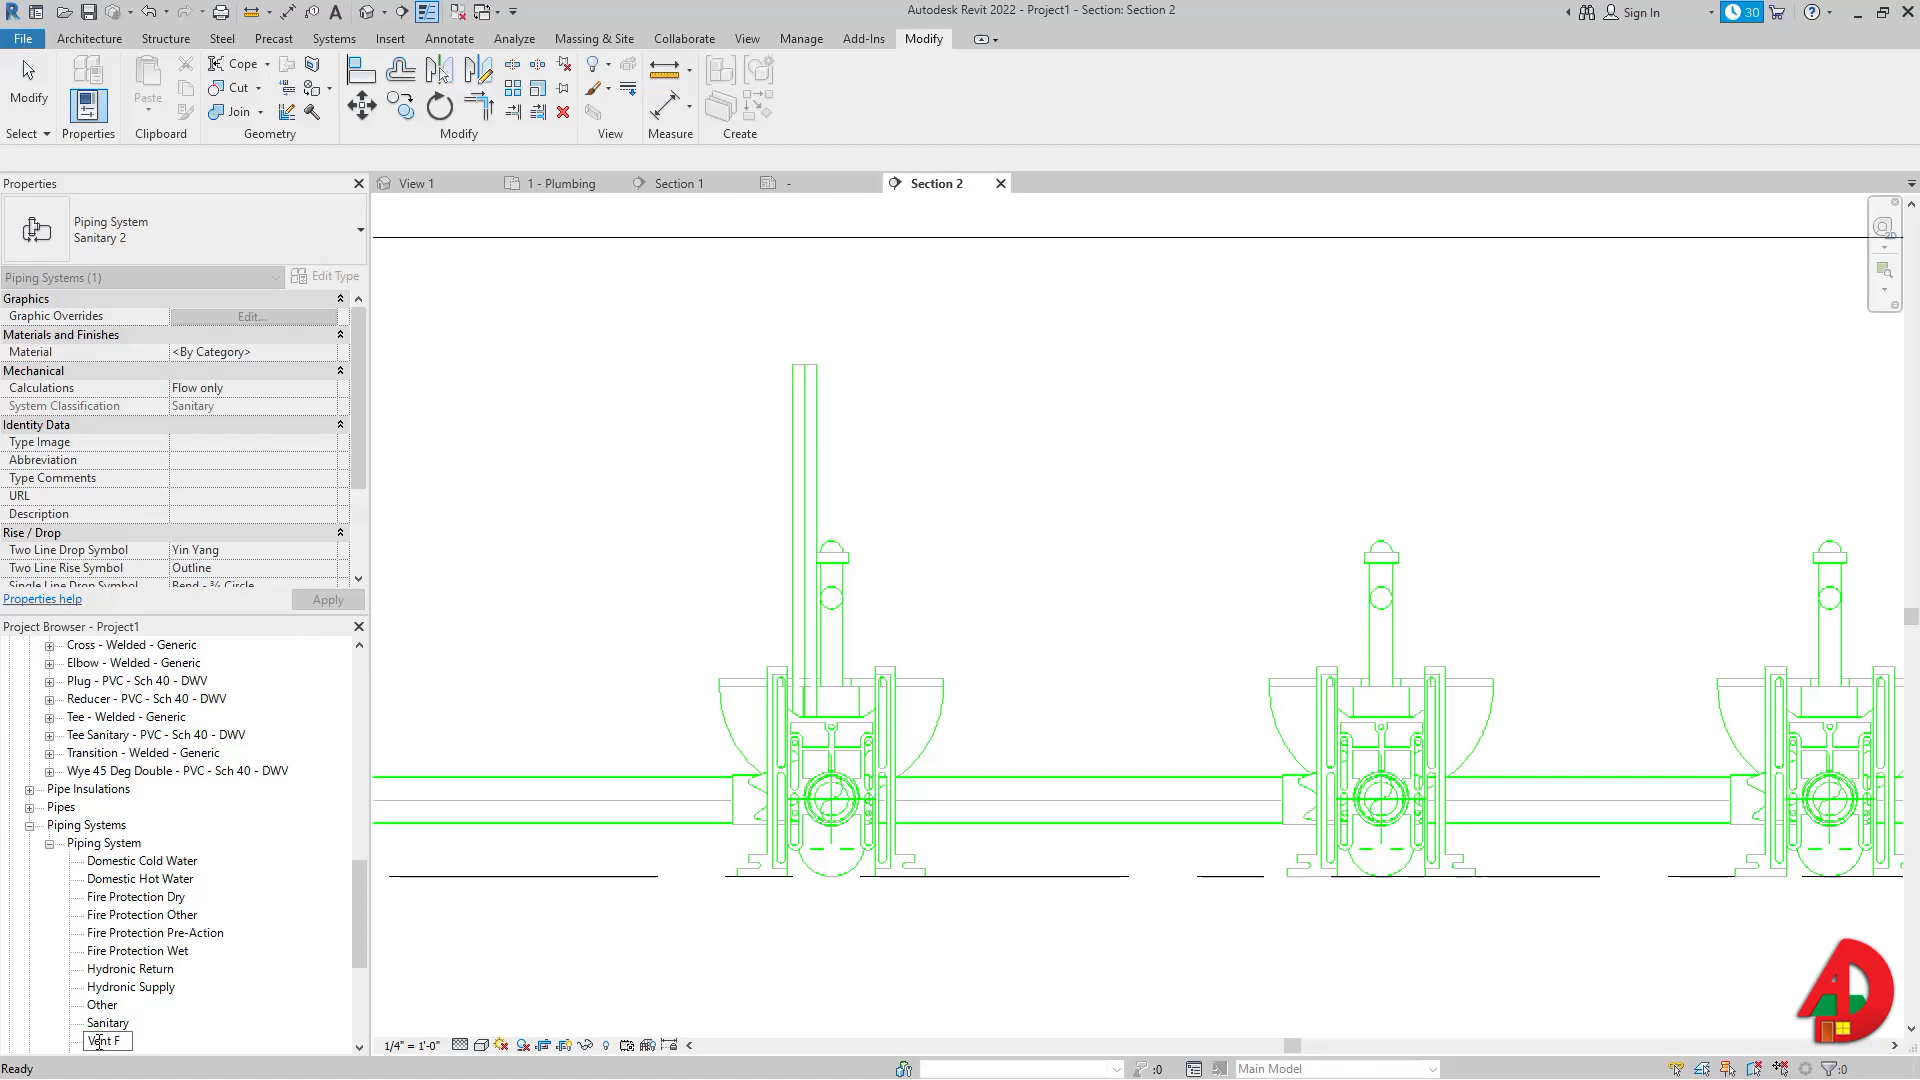 Autodesk Revit 2022 - Project1 - Section: Section 2
Sign In
30
File
Architecture
Structure
Steel
Precast
Systems
Insert
Annotate
Analyze
Massing & Site
Collaborate
View
Manage
Add-Ins
Modify
Modify
Paste
Cope
Cut
Join
Select
Properties
Clipboard
Geometry
Modify
View
Measure
Create
Properties
View 1
1 - Plumbing
Section 1
-
Section 2
Piping System
Sanitary 2
Piping Systems (1)
Edit Type
Graphics
Graphic Overrides
Edit...
Materials and Finishes
Material
<By Category>
Mechanical
Calculations
Flow only
System Classification
Sanitary
Identity Data
Type Image
Abbreviation
Type Comments
URL
Description
Rise / Drop
Two Line Drop Symbol
Yin Yang
Two Line Rise Symbol
Outline
Single Line Drop Symbol
Bend - ¾ Circle
Properties help
Apply
Project Browser - Project1
Cross - Welded - Generic
Elbow - Welded - Generic
Plug - PVC - Sch 40 - DWV
Reducer - PVC - Sch 40 - DWV
Tee - Welded - Generic
Tee Sanitary - PVC - Sch 40 - DWV
Transition - Welded - Generic
Wye 45 Deg Double - PVC - Sch 40 - DWV
Pipe Insulations
Pipes
Piping Systems
Piping System
Domestic Cold Water
Domestic Hot Water
Fire Protection Dry
Fire Protection Other
Fire Protection Pre-Action
Fire Protection Wet
Hydronic Return
Hydronic Supply
Other
Sanitary
Vent F
1/4" = 1'-0"
Ready
:0
Main Model
:0